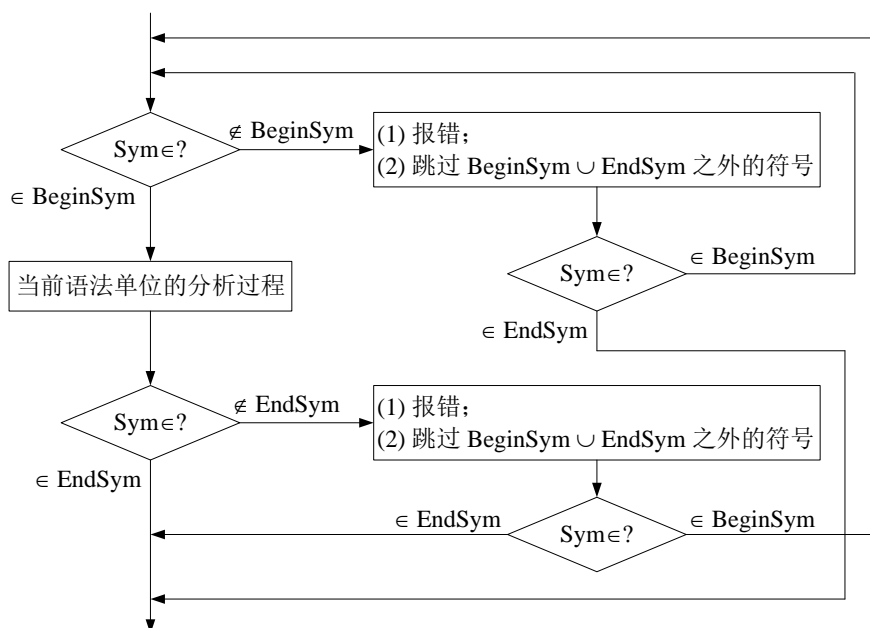 Sym∈?
∉ BeginSym
(1) 报错；
(2) 跳过 BeginSym ∪ EndSym 之外的符号
∈ BeginSym
Sym∈?
∈ BeginSym
当前语法单位的分析过程
∈ EndSym
Sym∈?
∉ EndSym
(1) 报错；
(2) 跳过 BeginSym ∪ EndSym 之外的符号
∈ EndSym
∈ EndSym
Sym∈?
∈ BeginSym